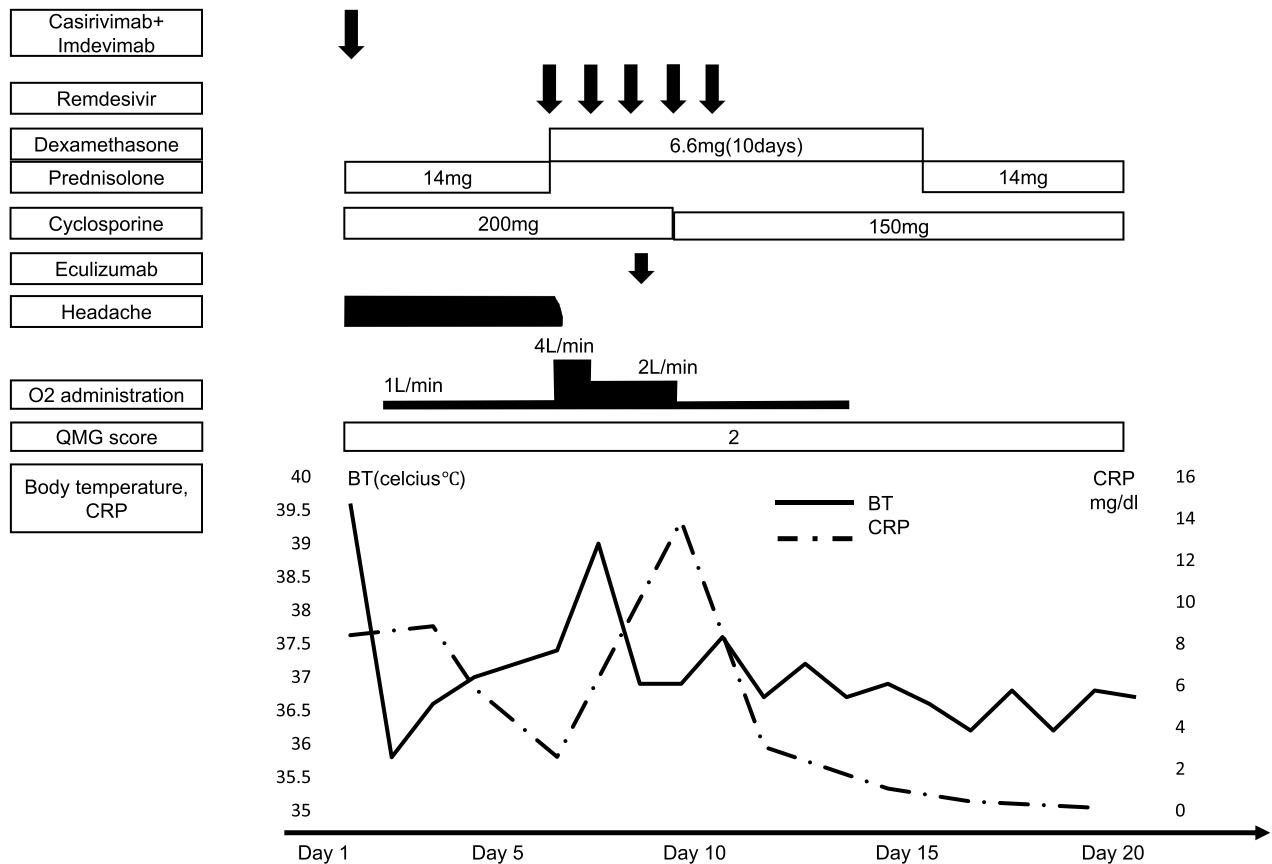 Casirivimab+
Imdevimab
Remdesivir
Dexamethasone
6.6mg(10days)
Prednisolone
14mg
14mg
Cyclosporine
200mg
150mg
Eculizumab
Headache
4L/min
2L/min
1L/min
O2 administration
QMG score
2
Body temperature,
CRP
40
39.5
39
38.5
38
37.5
37
36.5
36
35.5
35
BT(celcius℃)
BT
CRP
CRP
mg/dl
16
14
12
10
8
6
4
2
0
Day 1
Day 5
Day 10
Day 15
Day 20